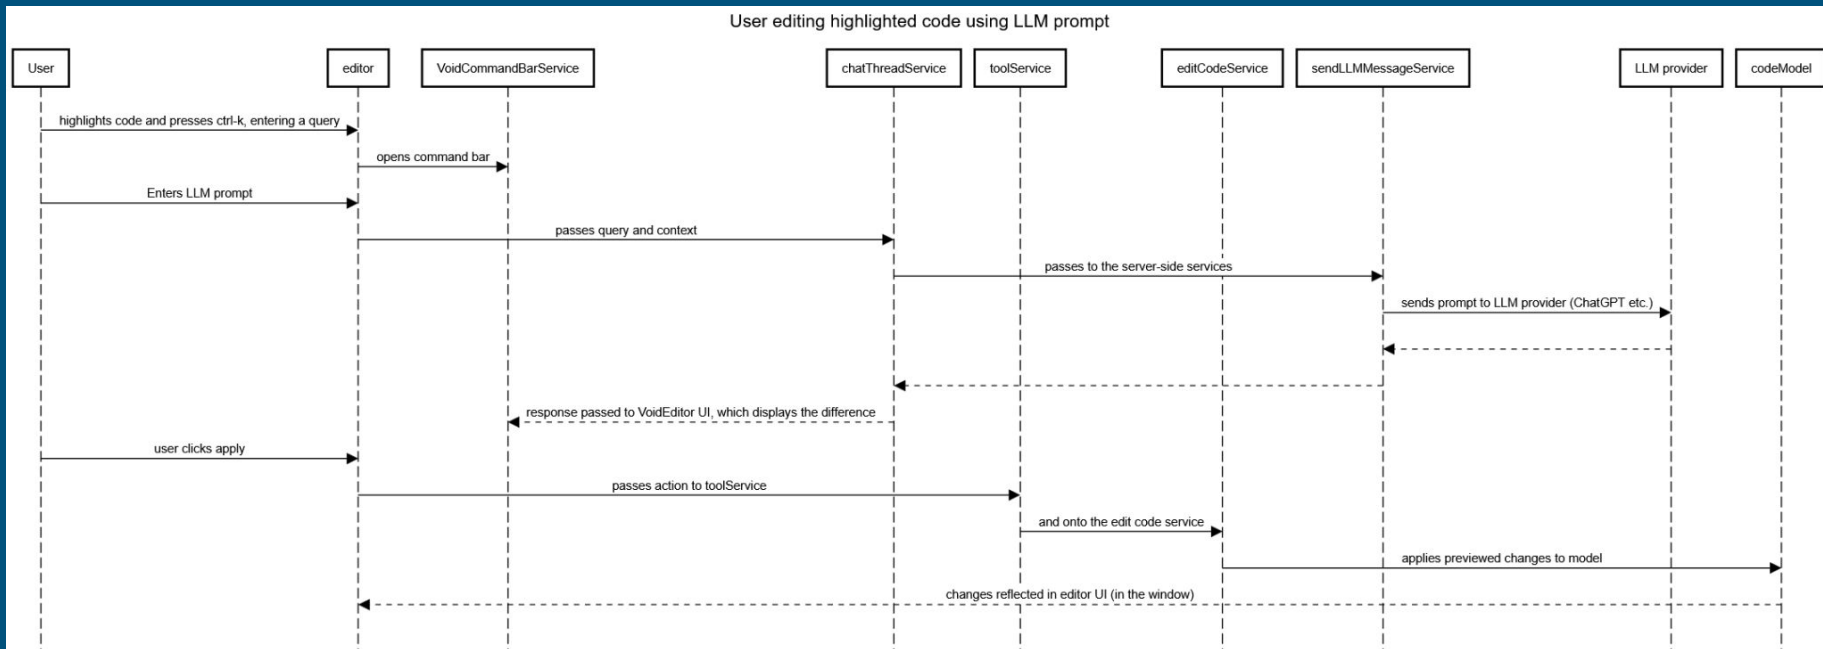 User editing highlighted code using LLM prompt
User
editor
VoidCommandBarService
chatThreadService
toolService
editCodeService
sendLLMMessageService
LLM provider
codeModel
highlights code and presses ctrl-k, entering a query
opens command bar
Enters LLM prompt
passes query and context
passes to the server-side services
sends prompt to LLM provider (ChatGPT etc.)
response passed to VoidEditor UI, which displays the difference
user clicks apply
passes action to toolService
and onto the edit code service
applies previewed changes to model
changes reflected in editor UI (in the window)